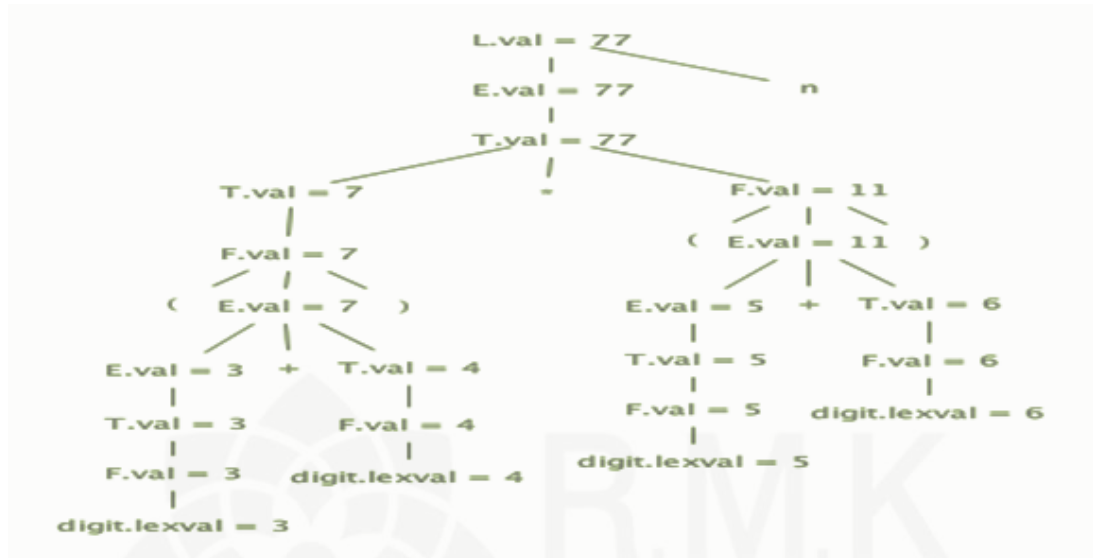 L.val = 77
E.val = 77 n
T.val = 77
T.val = 7 * F.val = 11
( E.val = 11 )
F.val = 7
( E.val = 7 ) E.val = 5 + T.val = 6
E.val = 3 + T.val = 4 T.val = 5 F.val = 6
T.val = 3 F.val = 4 F.val = 5 digit.lexval = 6
F.val = 3 digit.lexval = 4 digit.lexval = 5
digit.lexval = 3
R.M.K